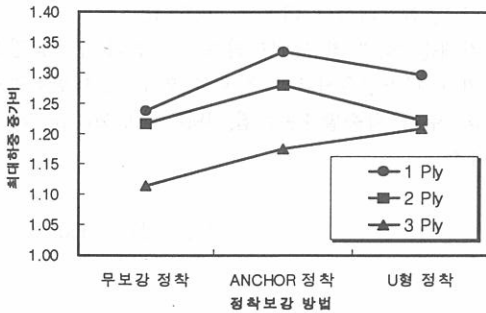 1.40
1.35
1.30
1.25
1.20
1.15
1.10
1.05
1.00
최대하중 증가비
1 Ply
2 Ply
3 Ply
무보강 정착
ANCHOR 정착
U형 정착
정착보강 방법